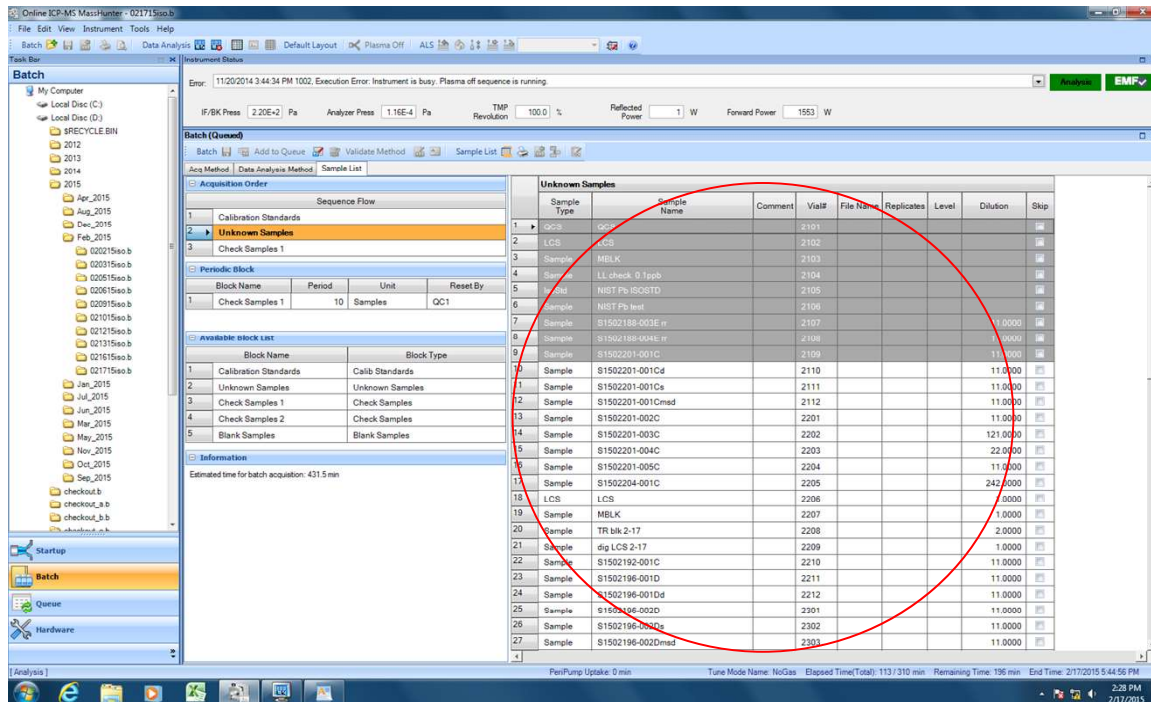 Online ICP-MS MassHunter - 021715iso.b
File Edit View Instrument Tools Help
Batch Data Analysis Default Layout Plasma Off ALS
Task Bar
Batch
My Computer
Local Disk (C:)
Local Disk (D:)
$RECYCLE.BIN
2012
2013
2014
2015
Apr_2015
Aug_2015
Dec_2015
Feb_2015
020215iso.b
020315iso.b
020515iso.b
020615iso.b
020915iso.b
021015iso.b
021215iso.b
021315iso.b
021615iso.b
021715iso.b
Jan_2015
Jul_2015
Jun_2015
Mar_2015
May_2015
Nov_2015
Oct_2015
Sep_2015
checkout.b
checkout_a.b
checkout_b.b
Startup
Batch
Queue
Hardware
Instrument Status
Error: 11/20/2014 3:44:34 PM 1002, Execution Error: Instrument is busy. Plasma off sequence is running. Analysis EMF
IF/BK Press 2.20E+2 Pa Analyzer Press 1.16E-4 Pa TMP Revolution 100.0 % Reflected Power 1 W Forward Power 1553 W
Batch (Queued)
Batch Add to Queue Validate Method Sample List
Acq Method Data Analysis Method Sample List
Acquisition Order
Sequence Flow
1 Calibration Standards
2 Unknown Samples
3 Check Samples 1
Periodic Block
Block Name Period Unit Reset By
1 Check Samples 1 10 Samples QC1
Available Block List
Block Name Block Type
1 Calibration Standards Calib Standards
2 Unknown Samples Unknown Samples
3 Check Samples 1 Check Samples
4 Check Samples 2 Check Samples
5 Blank Samples Blank Samples
Information
Estimated time for batch acquisition: 431.5 min
Unknown Samples
Sample Type Sample Name Comment Vial# File Name Replicates Level Dilution Skip
1 QC3 2101
2 LCS LCS 2102
3 Sample MBLK 2103
4 Sample LL check 0.1ppb 2104
5 NIST Pb ISOSTD 2105
6 Sample NIST Pb test 2106
7 Sample S1502188-003E rr 2107 11.0000
8 Sample S1502188-004E rr 2108 11.0000
9 Sample S1502201-001C 2109 11.0000
10 Sample S1502201-001Cd 2110 11.0000
11 Sample S1502201-001Cs 2111 11.0000
12 Sample S1502201-001Cmsd 2112 11.0000
13 Sample S1502201-002C 2201 11.0000
14 Sample S1502201-003C 2202 121.0000
15 Sample S1502201-004C 2203 22.0000
16 Sample S1502201-005C 2204 11.0000
17 Sample S1502204-001C 2205 242.0000
18 LCS LCS 2206 1.0000
19 Sample MBLK 2207 1.0000
20 Sample TR blk 2-17 2208 2.0000
21 Sample dig LCS 2-17 2209 1.0000
22 Sample S1502192-001C 2210 11.0000
23 Sample S1502196-001D 2211 11.0000
24 Sample S1502196-001Dd 2212 11.0000
25 Sample S1502196-002D 2301 11.0000
26 Sample S1502196-002Ds 2302 11.0000
27 Sample S1502196-002Dmsd 2303 11.0000
[ Analysis ] PeriPump Uptake: 0 min Tune Mode Name: NoGas Elapsed Time(Total): 113 / 310 min Remaining Time: 196 min End Time: 2/17/2015 5:44:56 PM
2:28 PM
2/17/2015